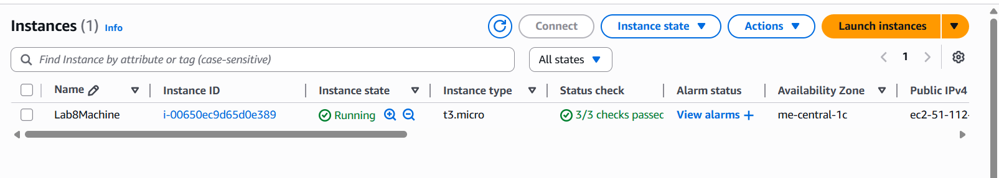 Instances (1) Info
Connect
Instance state
Actions
Launch instances
Find Instance by attribute or tag (case-sensitive)
All states
1
Name Instance ID Instance state Instance type Status check Alarm status Availability Zone Public IPv4
Lab8Machine i-00650ec9d65d0e389 Running t3.micro 3/3 checks passed View alarms + me-central-1c ec2-51-112-